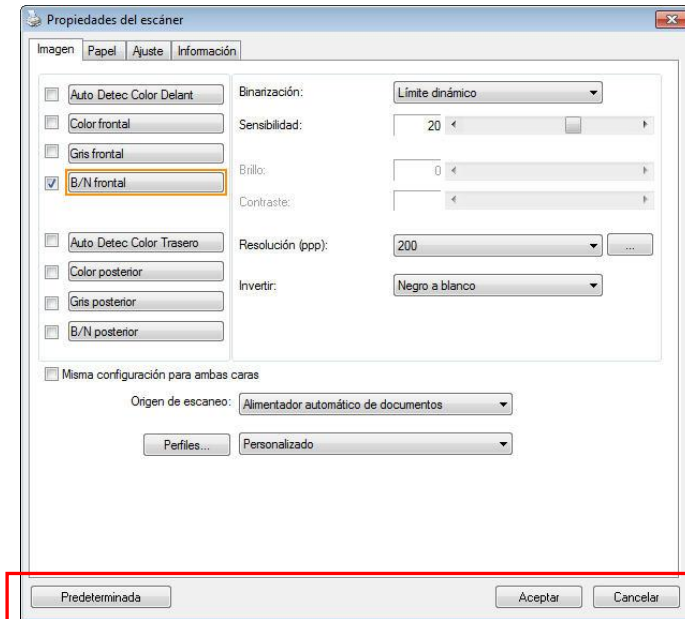 Propiedades del escáner
Imagen Papel Ajuste Información
Auto Detec Color Delant
Color frontal
Gris frontal
B/N frontal
Auto Detec Color Trasero
Color posterior
Gris posterior
B/N posterior
Binarización: Límite dinámico
Sensibilidad: 20
Brillo: 0
Contraste:
Resolución (ppp): 200 ...
Invertir: Negro a blanco
Misma configuración para ambas caras
Origen de escaneo: Alimentador automático de documentos
Perfiles... Personalizado
Predeterminada Aceptar Cancelar